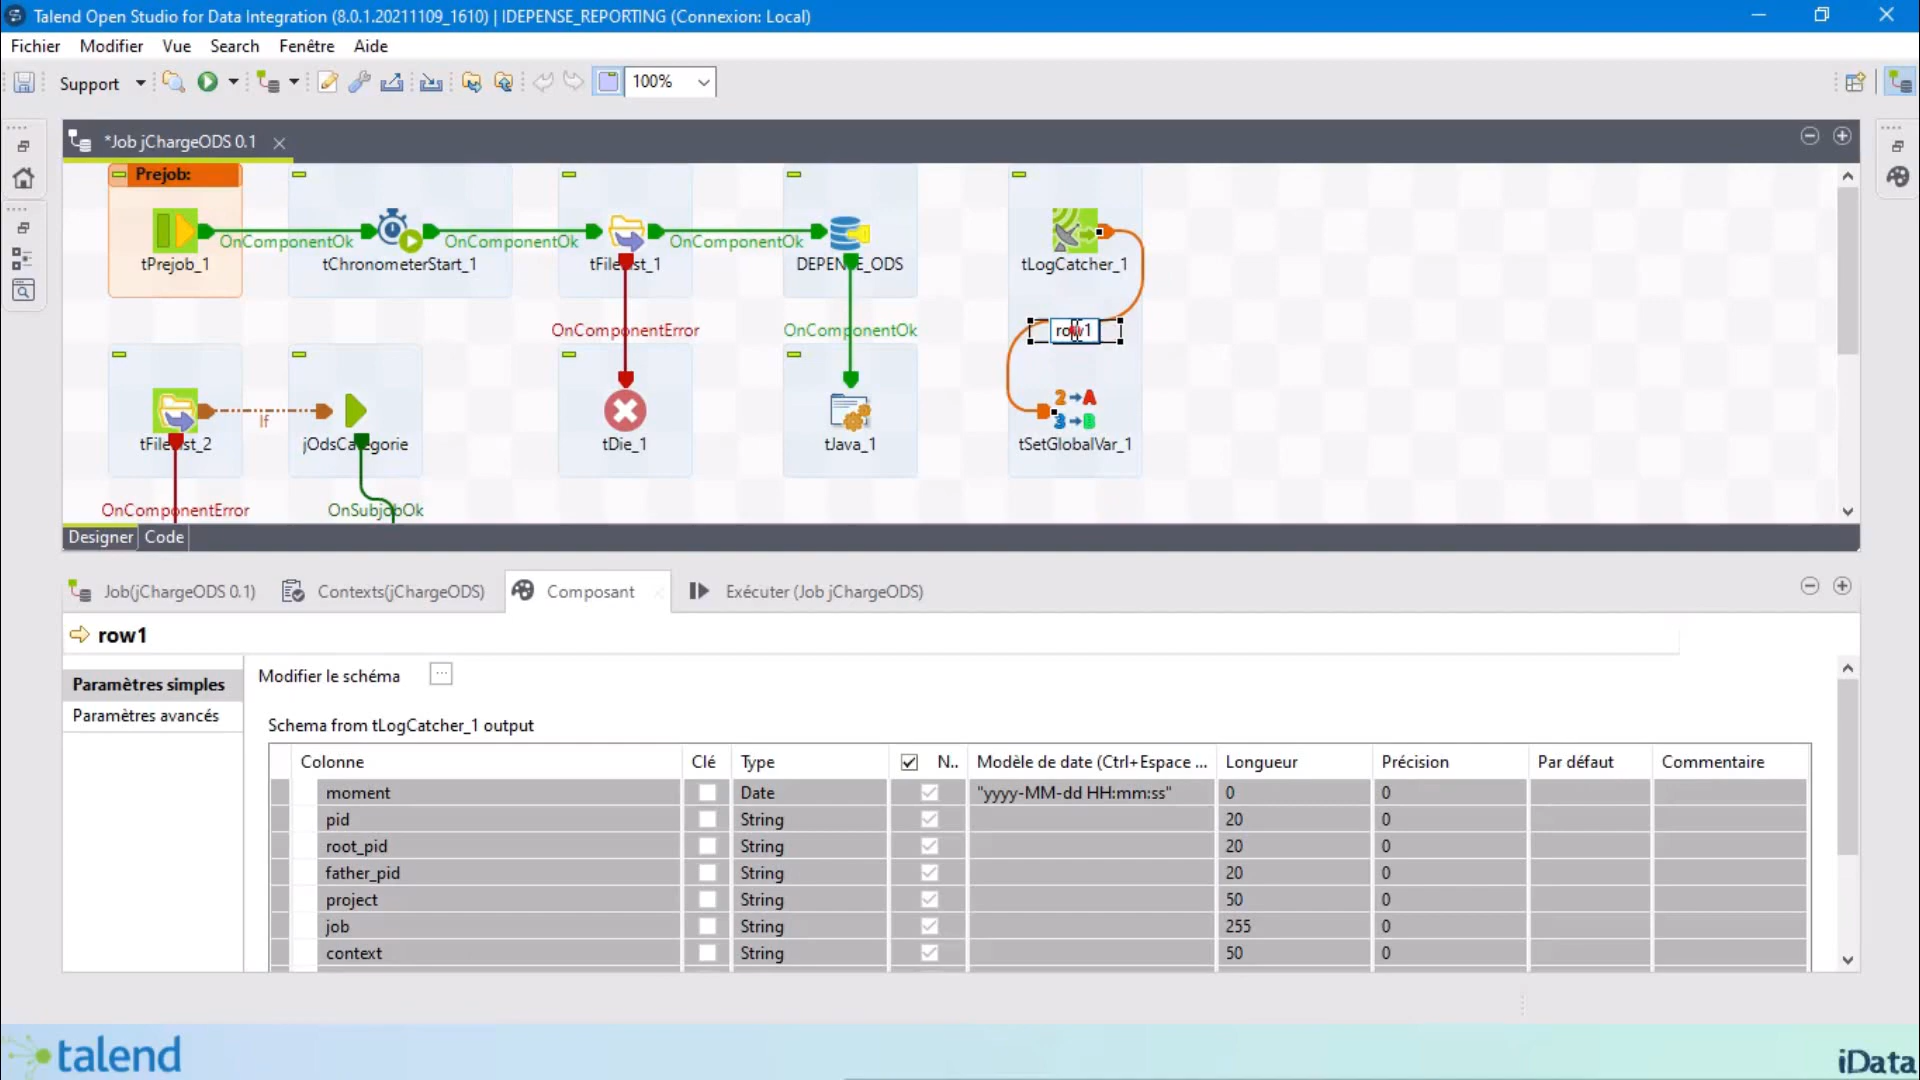 Talend Open Studio for Data Integration (8.0.1.20211109_1610) | IDEPENSE_REPORTING (Connexion: Local)
Fichier Modifier Vue Search Fenêtre Aide
Support 100%
*Job jChargeODS 0.1
Prejob:
OnComponentOk OnComponentOk OnComponentOk
tPrejob_1 tChronometerStart_1 DEPENSE_ODS tLogCatcher_1
OnComponentError OnComponentOk row1
If
jOdsCategorie tDie_1 tJava_1 tSetGlobalVar_1
OnComponentError OnSubjobOk
Designer Code
Job(jChargeODS 0.1) Contexts(jChargeODS) Composant Exécuter (Job jChargeODS)
row1
Paramètres simples
Paramètres avancés
Modifier le schéma ...
Schema from tLogCatcher_1 output
Colonne Clé Type N.. Modèle de date (Ctrl+Espace ... Longueur Précision Par défaut Commentaire
moment Date "yyyy-MM-dd HH:mm:ss" 0 0
pid String 20 0
root_pid String 20 0
father_pid String 20 0
project String 50 0
job String 255 0
context String 50 0
talend
iData